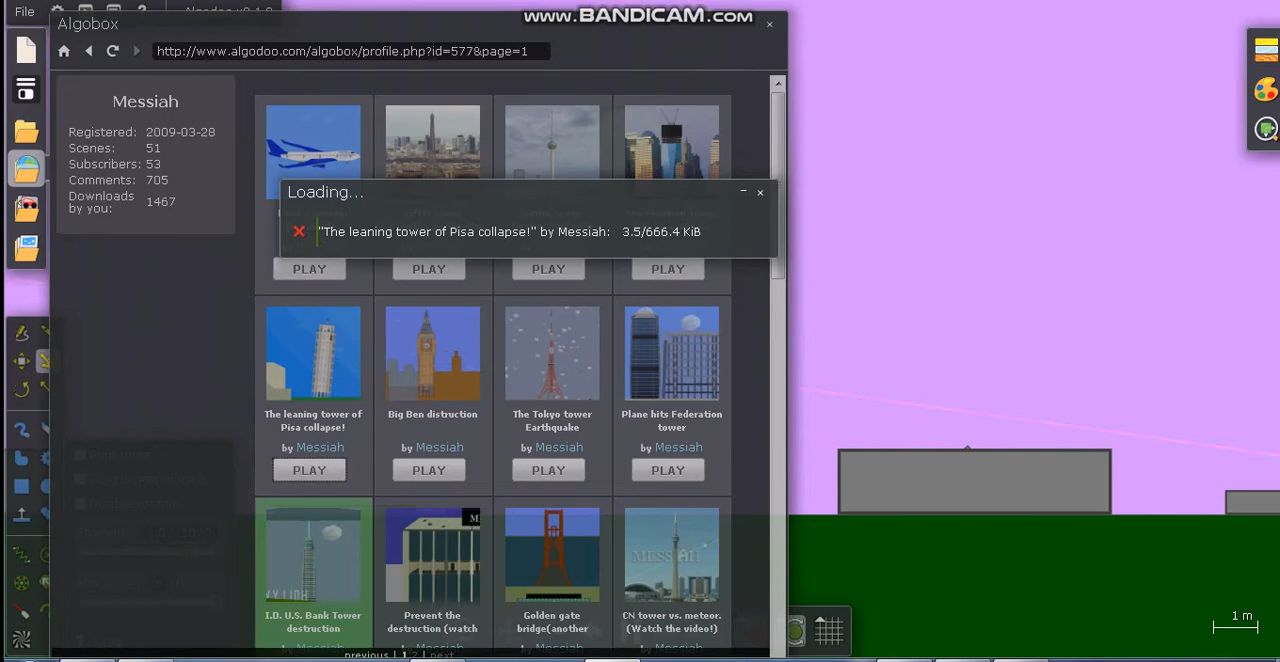 File
www.BANDICAM.com
Algobox
http://www.algodoo.com/algobox/profile.php?id=577&page=1
Messiah
Registered: 2009-03-28
Scenes: 51
Subscribers: 53
Comments: 705
Downloads by you: 1467
Loading...
"The leaning tower of Pisa collapse!" by Messiah: 3.5/666.4 KiB
PLAY PLAY PLAY PLAY
The leaning tower of Pisa collapse!
by Messiah
PLAY
Big Ben distruction
by Messiah
PLAY
The Tokyo tower Earthquake
by Messiah
PLAY
Plane hits Federation tower
by Messiah
PLAY
MESSIAH
I.D. U.S. Bank Tower destruction
Prevent the destruction (watch
Golden gate bridge(another
CN tower vs. meteor. (Watch the video!)
previous | 1 2 | next
1 m